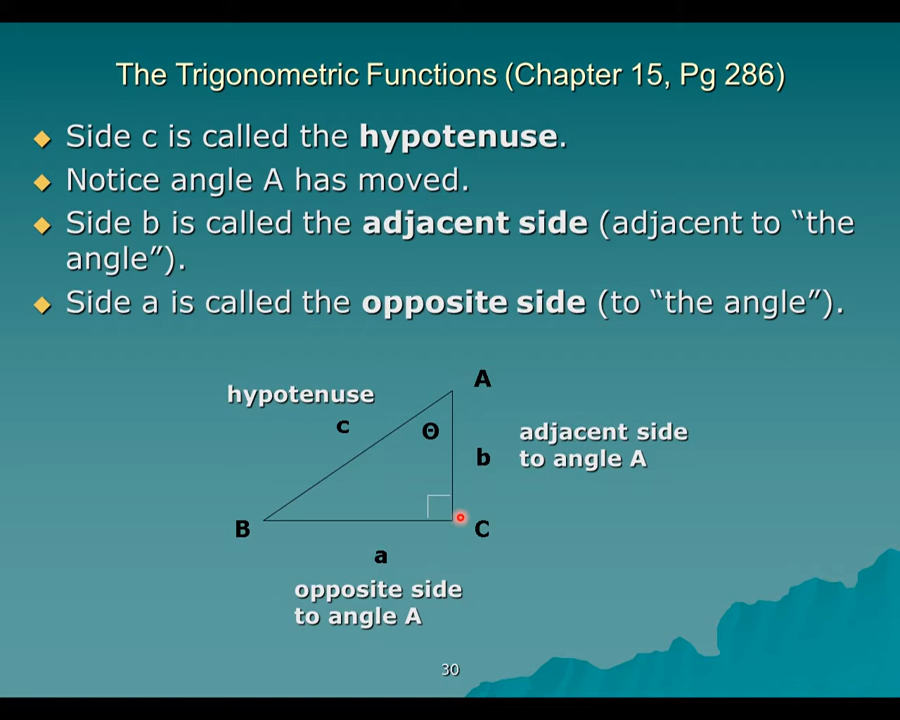 The Trigonometric Functions (Chapter 15, Pg 286)
Side c is called the hypotenuse.
Notice angle A has moved.
Side b is called the adjacent side (adjacent to “the
angle”).
Side a is called the opposite side (to “the angle”).
A
hypotenuse
c
Θ
adjacent side
b
to angle A
B
C
a
opposite side
to angle A
30